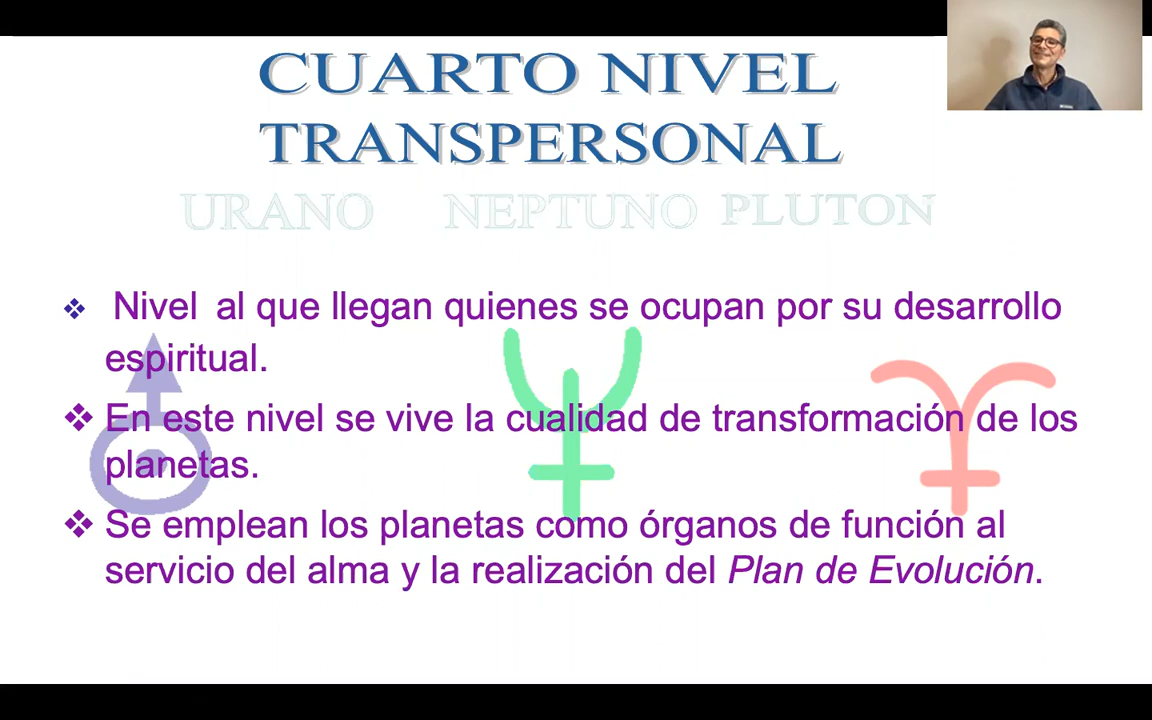 CUARTO NIVEL
TRANSPERSONAL
URANO NEPTUNO PLUTON
❖ Nivel al que llegan quienes se ocupan por su desarrollo
espiritual.
❖ En este nivel se vive la cualidad de transformación de los
planetas.
❖ Se emplean los planetas como órganos de función al
servicio del alma y la realización del Plan de Evolución.